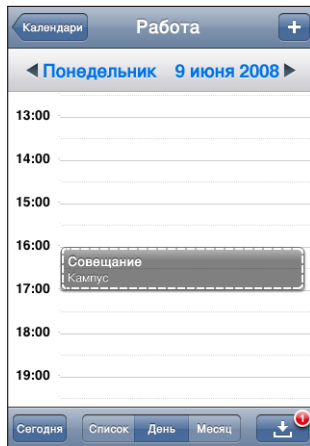 Календари Работа +
Понедельник 9 июня 2008
13:00
14:00
15:00
16:00
Совещание
Кампус
17:00
18:00
19:00
Сегодня Список День Месяц 1